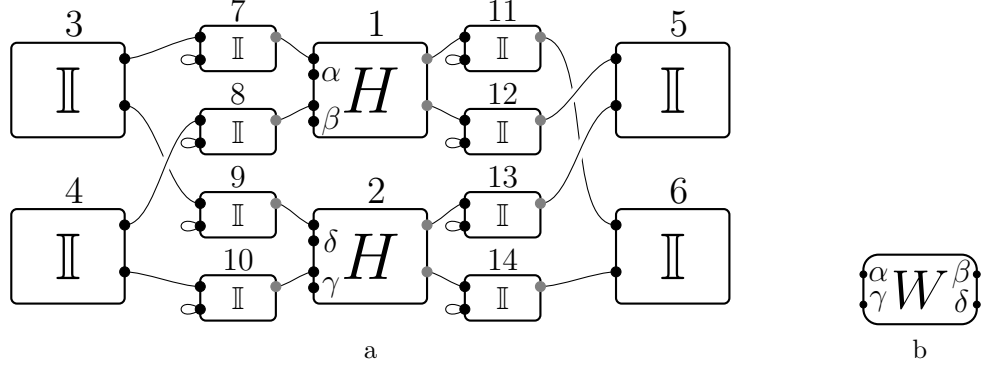 3 7 1 11 5
𝕀 𝕀 α H 𝕀 𝕀
8 β 12
𝕀 𝕀
4 9 2 13 6
𝕀 𝕀 δ H 𝕀 𝕀
10 γ 14
𝕀 𝕀
α W β
γ δ
a b